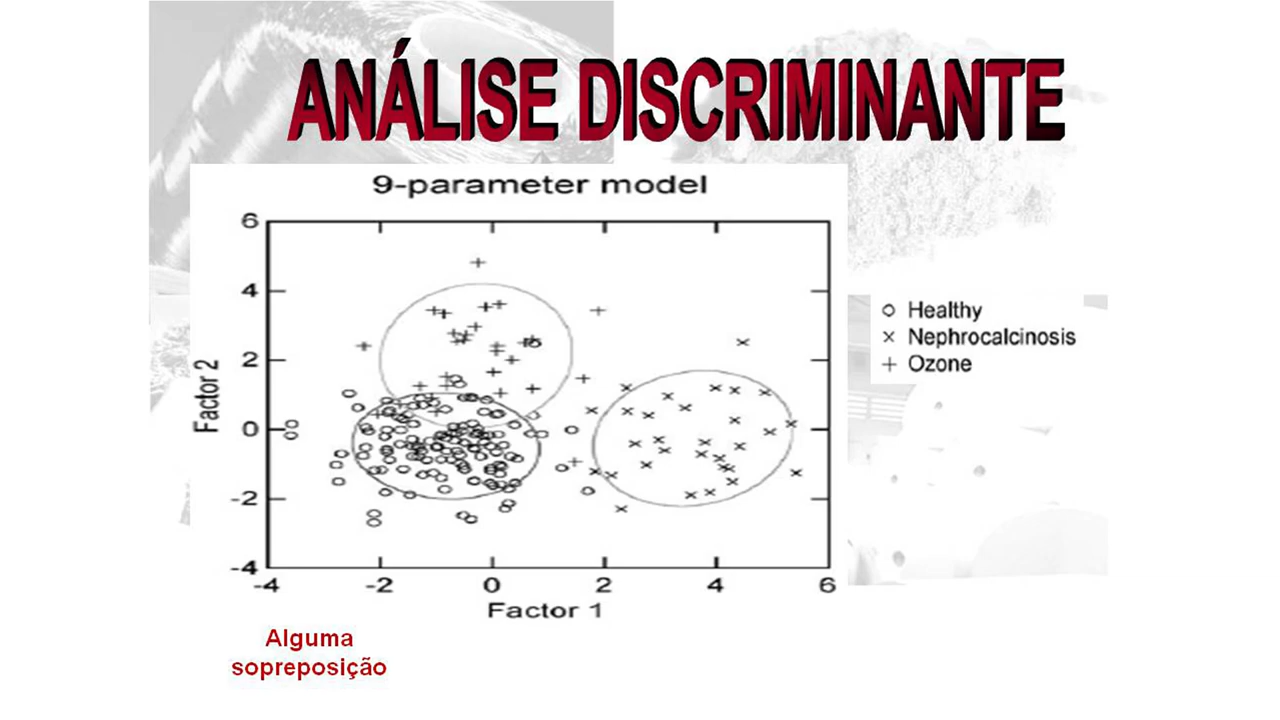 ANÁLISE DISCRIMINANTE
9-parameter model
6
4
2
0
-2
-4
Factor 2
-4 -2 0 2 4 6
Factor 1
Healthy
Nephrocalcinosis
Ozone
Alguma
sopreposição